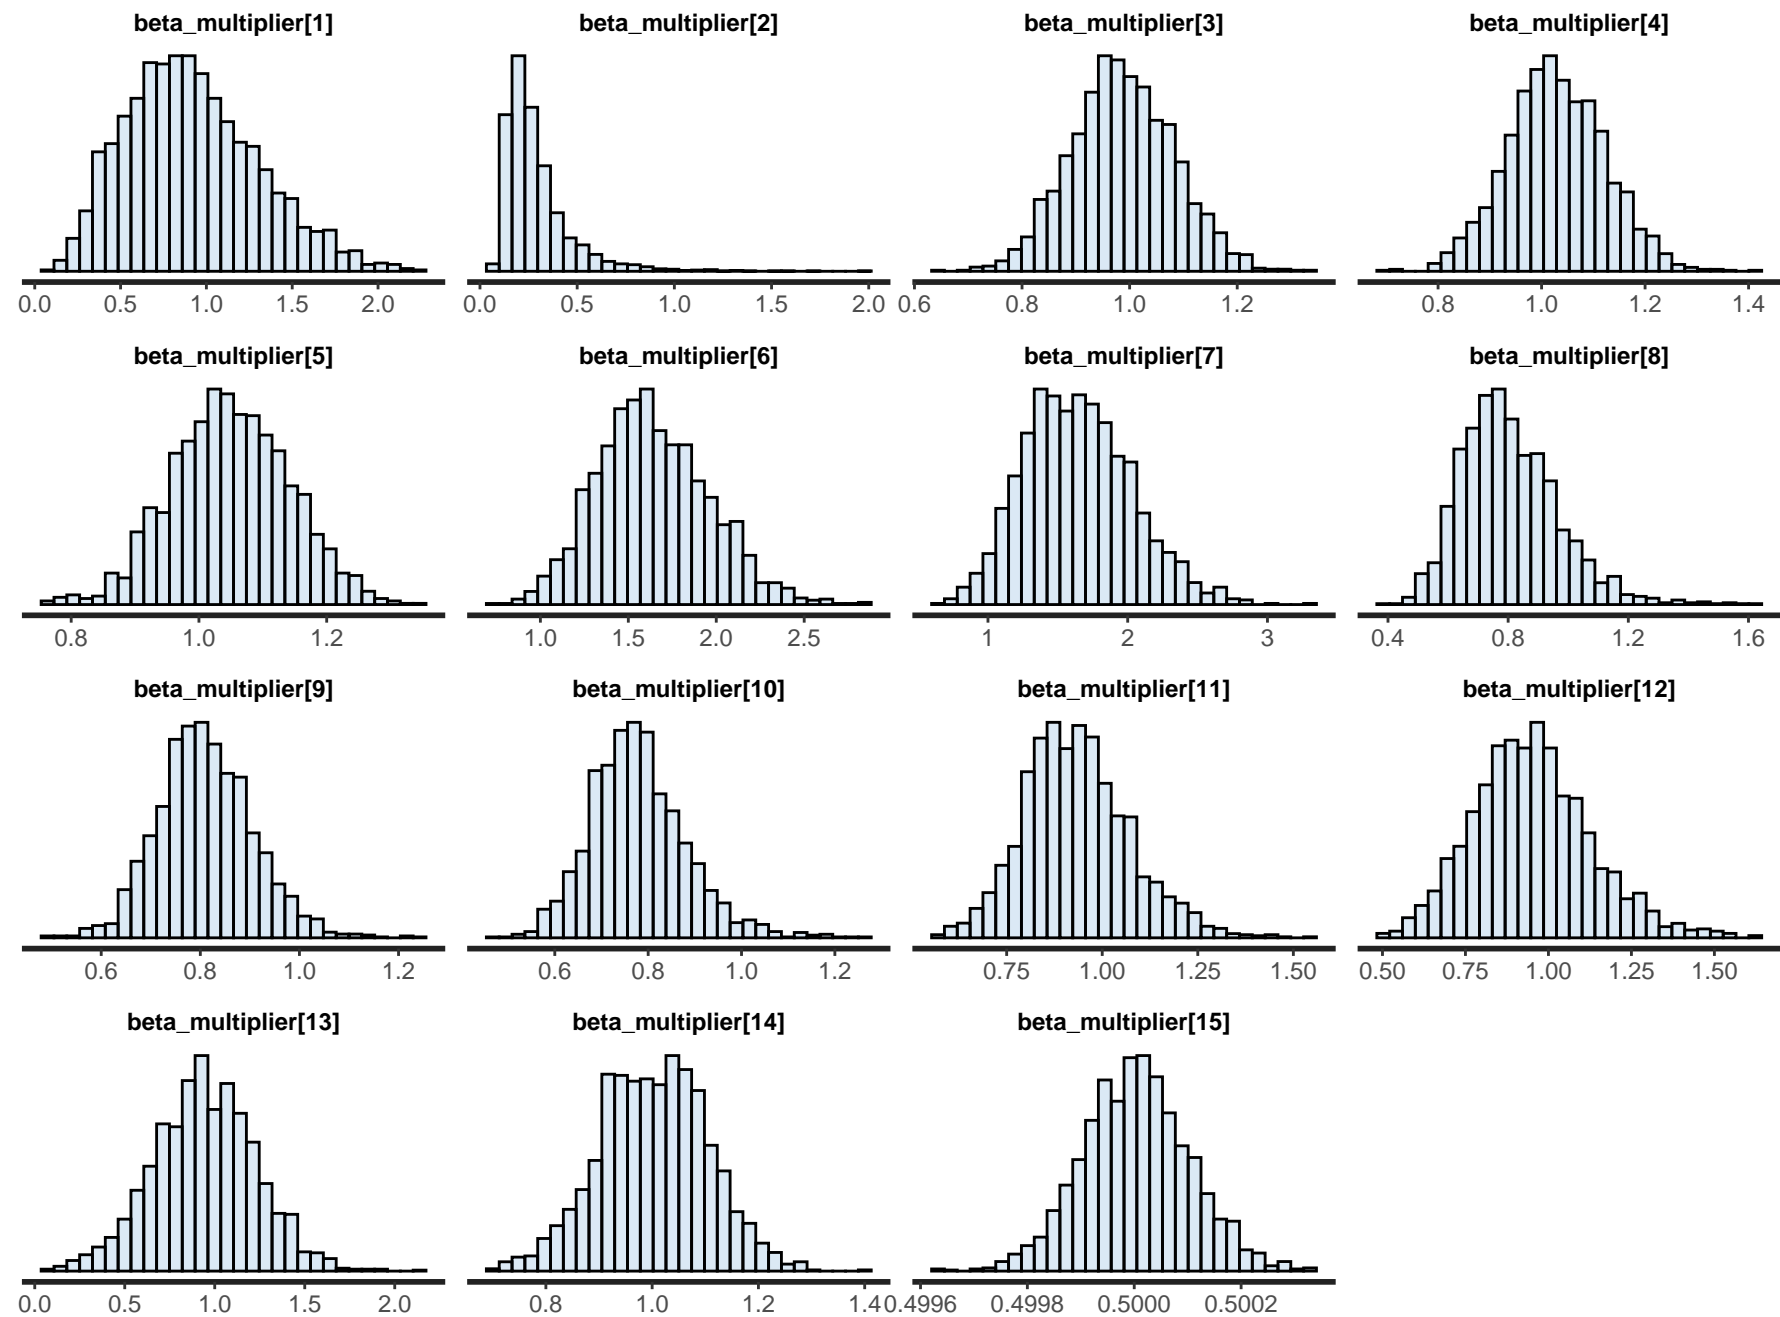 beta_multiplier[1] beta_multiplier[2] beta_multiplier[3] beta_multiplier[4]
0.0 0.5 1.0 1.5 2.0 0.0 0.5 1.0 1.5 2.0 0.6 0.8 1.0 1.2 0.8 1.0 1.2 1.4
beta_multiplier[5] beta_multiplier[6] beta_multiplier[7] beta_multiplier[8]
0.8 1.0 1.2 1.0 1.5 2.0 2.5 1 2 3 0.4 0.8 1.2 1.6
beta_multiplier[9] beta_multiplier[10] beta_multiplier[11] beta_multiplier[12]
0.6 0.8 1.0 1.2 0.6 0.8 1.0 1.2 0.75 1.00 1.25 1.50 0.50 0.75 1.00 1.25 1.50
beta_multiplier[13] beta_multiplier[14] beta_multiplier[15]
0.0 0.5 1.0 1.5 2.0 0.8 1.0 1.2 1.4 0.4996 0.4998 0.5000 0.5002